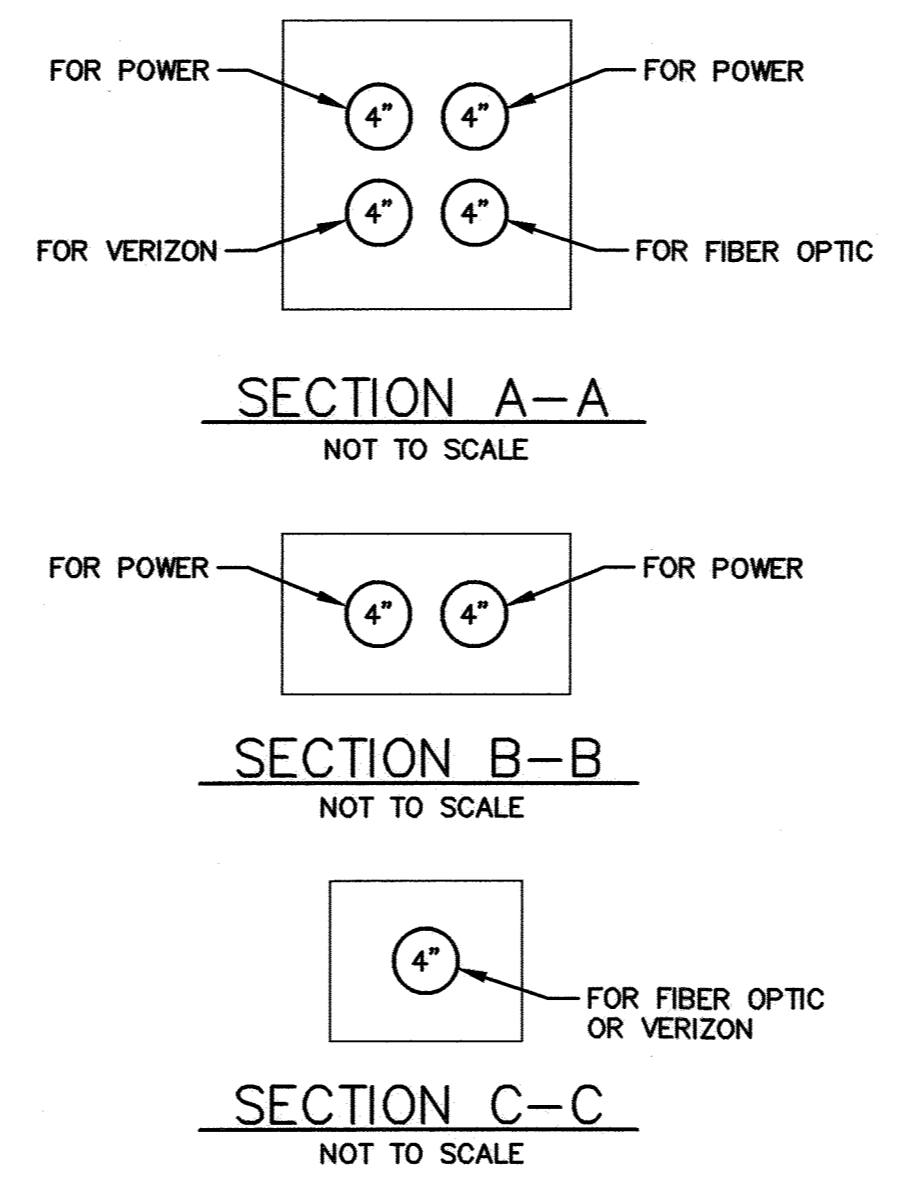 FOR POWER
FOR POWER
4"
4"
4"
4"
FOR VERIZON
FOR FIBER OPTIC
SECTION A-A
NOT TO SCALE
FOR POWER
FOR POWER
4"
4"
SECTION B-B
NOT TO SCALE
4"
FOR FIBER OPTIC
OR VERIZON
SECTION C-C
NOT TO SCALE